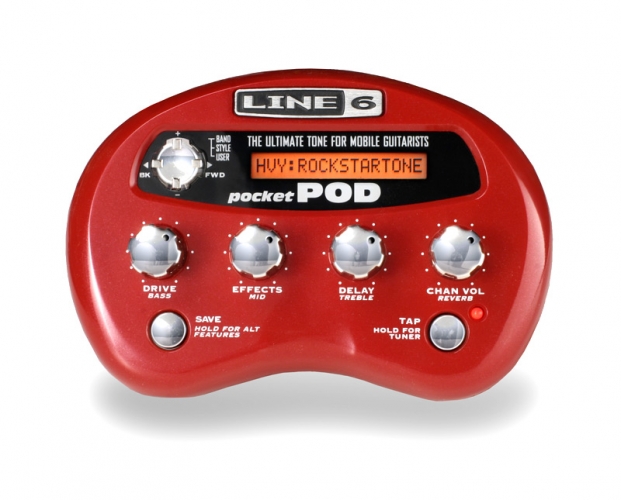 LINE 6
THE ULTIMATE TONE FOR MOBILE GUITARISTS
+
BAND
STYLE
USER
HVY:ROCKSTARTONE
BK
FWD
-
pocket POD
DRIVE
BASS
EFFECTS
MID
DELAY
TREBLE
CHAN VOL
REVERB
SAVE
HOLD FOR ALT
FEATURES
TAP
HOLD FOR
TUNER